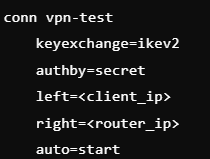 conn vpn-test
    keyexchange=ikev2
    authby=secret
    left=<client_ip>
    right=<router_ip>
    auto=start